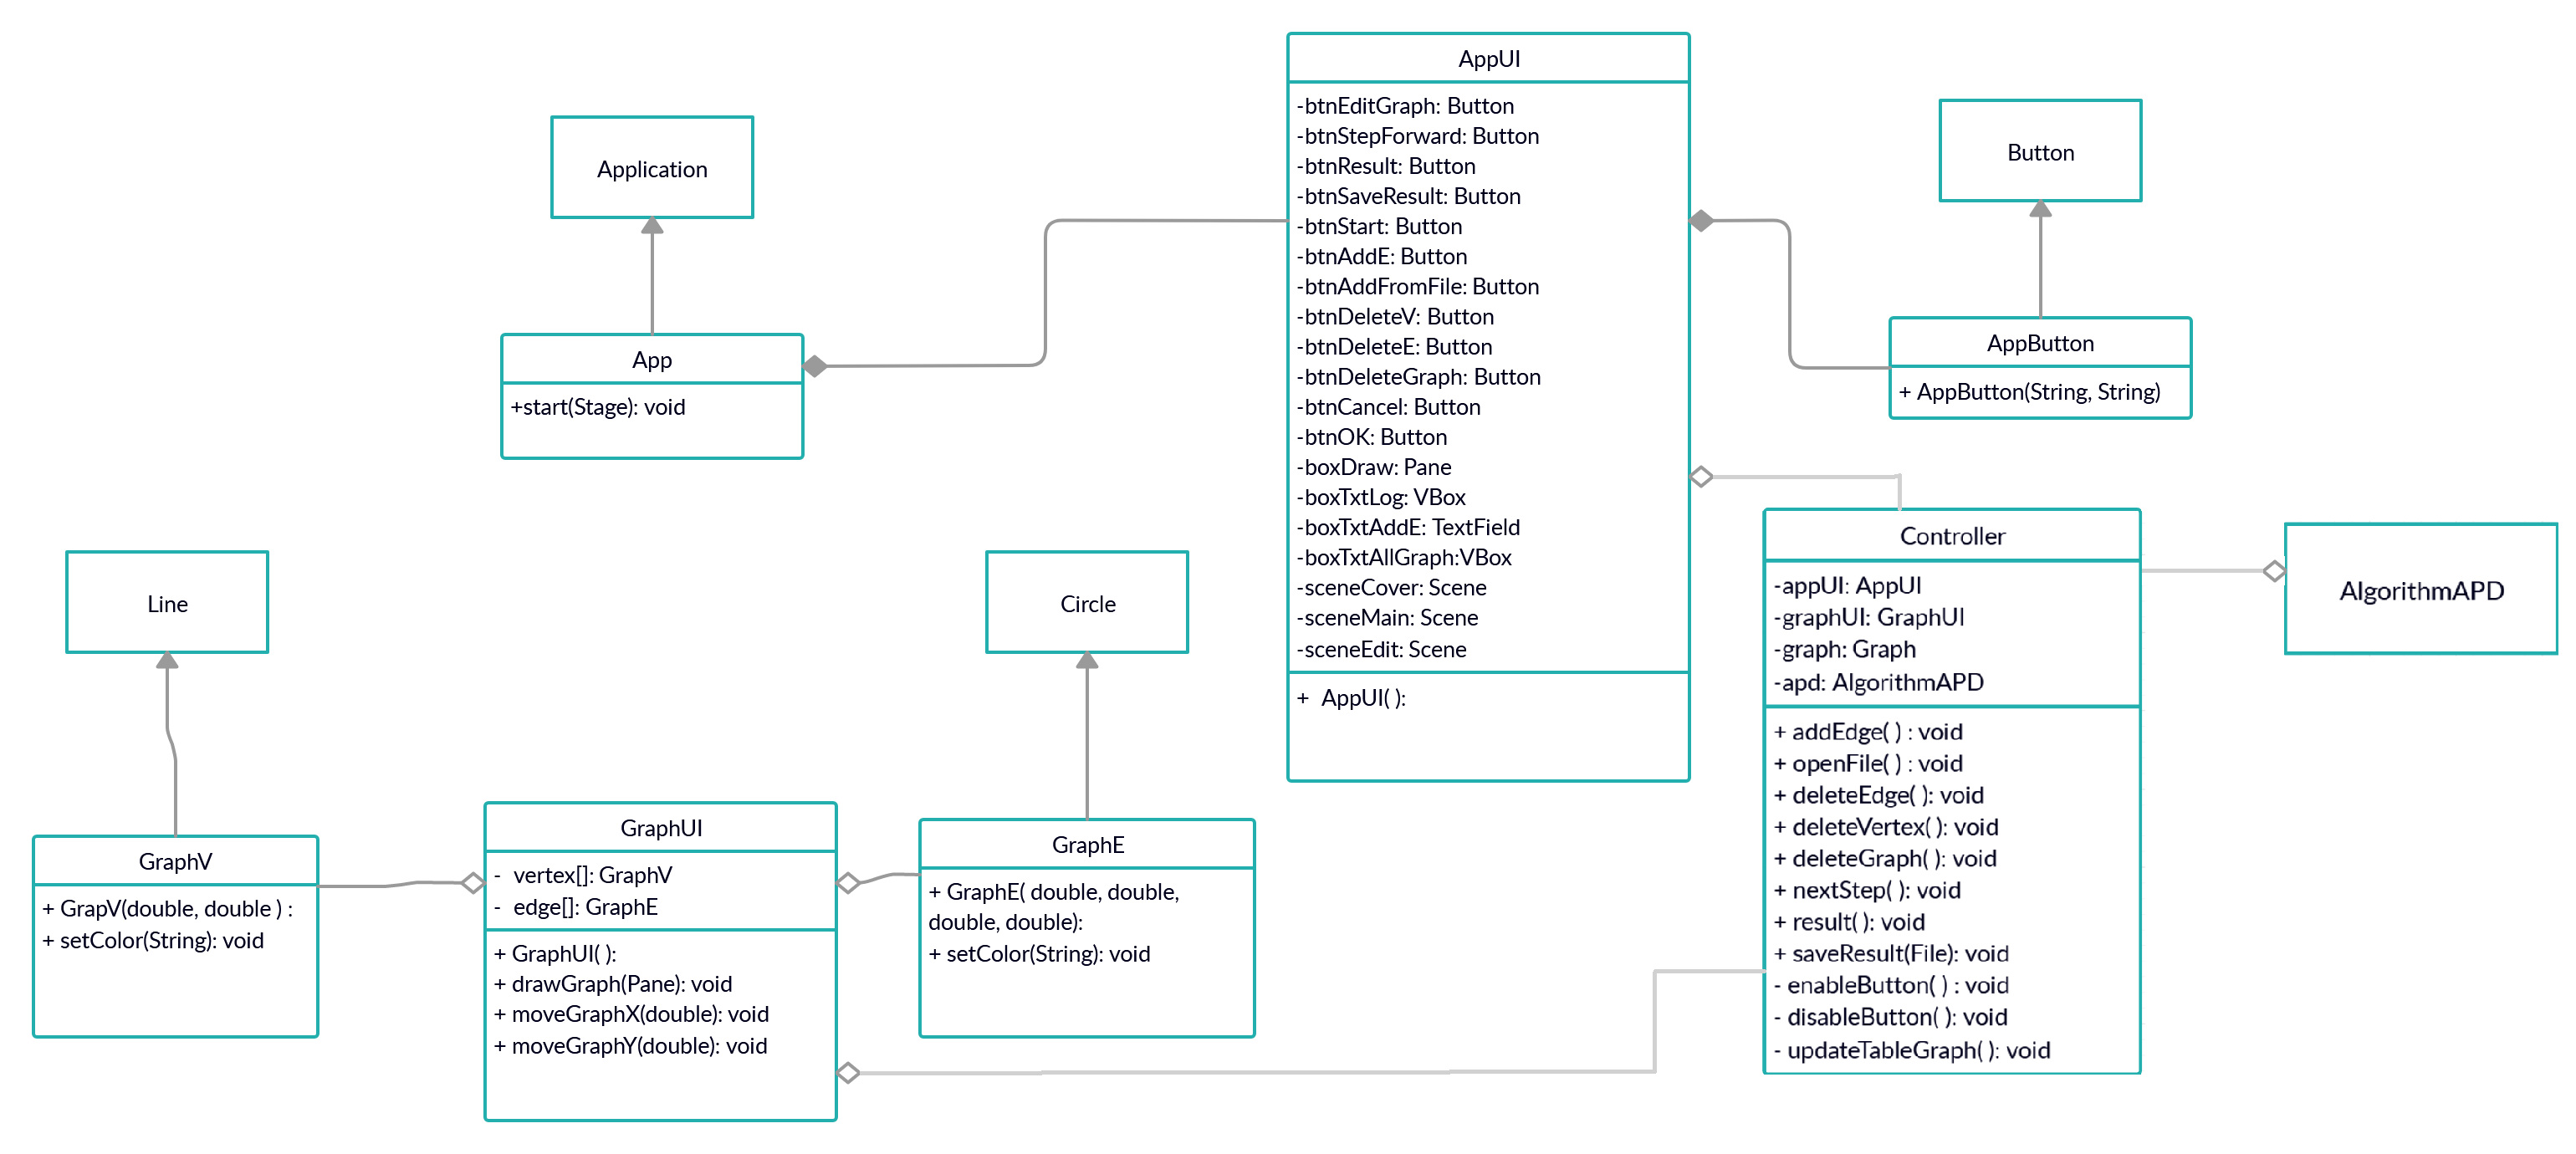 AppUI
-btnEditGraph: Button
-btnStepForward: Button
-btnResult: Button
-btnSaveResult: Button
-btnStart: Button
-btnAddE: Button
-btnAddFromFile: Button
-btnDeleteV: Button
-btnDeleteE: Button
-btnDeleteGraph: Button
-btnCancel: Button
-btnOK: Button
-boxDraw: Pane
-boxTxtLog: VBox
-boxTxtAddE: TextField
-boxTxtAllGraph:VBox
-sceneCover: Scene
-sceneMain: Scene
-sceneEdit: Scene
+ AppUI( ):
Application
App
+start(Stage): void
Button
AppButton
+ AppButton(String, String)
Controller
-appUI: AppUI
-graphUI: GraphUI
-graph: Graph
-apd: AlgorithmAPD
+ addEdge( ) : void
+ openFile( ) : void
+ deleteEdge( ): void
+ deleteVertex( ): void
+ deleteGraph( ): void
+ nextStep( ): void
+ result( ): void
+ saveResult(File): void
- enableButton( ) : void
- disableButton( ): void
- updateTableGraph( ): void
AlgorithmAPD
Line
Circle
GraphV
+ GrapV(double, double ) :
+ setColor(String): void
GraphUI
- vertex[]: GraphV
- edge[]: GraphE
+ GraphUI( ):
+ drawGraph(Pane): void
+ moveGraphX(double): void
+ moveGraphY(double): void
GraphE
+ GraphE( double, double,
double, double):
+ setColor(String): void